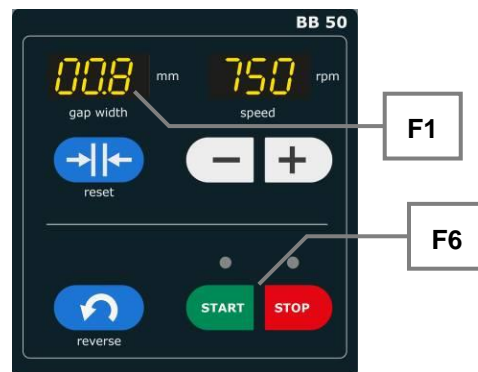 BB 50
00.8 mm 750 rpm
gap width speed
F1
− +
reset
F6
START STOP
reverse